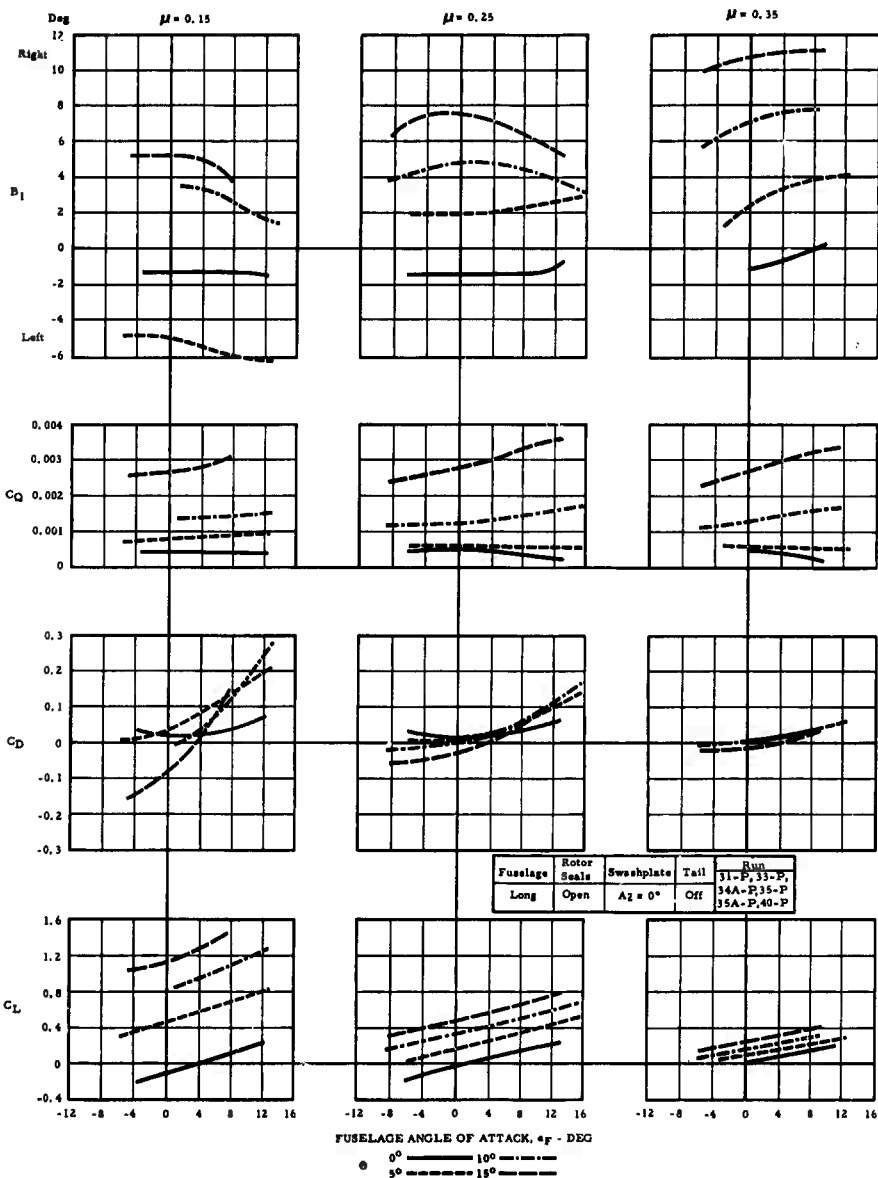 Deg μ = 0.15 μ = 0.25 μ = 0.35
12
Right
10
8
6
4
B1
2
0
-2
-4
Left
-6
0.004
0.003
CQ
0.002
0.001
0
0.3
0.2
0.1
CD
0
-0.1
-0.2
-0.3
Fuselage Rotor Seals Swashplate Tail Run
Long Open A2 = 0° Off 31-P, 33-P,
34A-P, 35-P
35A-P, 40-P
1.6
1.2
0.8
CL
0.4
0
-0.4
-12 -8 -4 0 4 8 12 16 -12 -8 -4 0 4 8 12 16 -12 -8 -4 0 4 8 12 16
FUSELAGE ANGLE OF ATTACK, αF - DEG
0° 10°
5° 15°